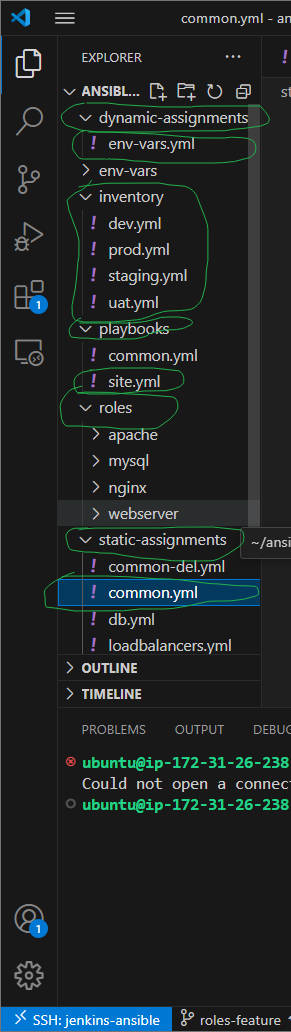 common.yml - an
EXPLORER
ANSIBL...
dynamic-assignments
! env-vars.yml
env-vars
inventory
! dev.yml
! prod.yml
! staging.yml
! uat.yml
playbooks
! common.yml
! site.yml
roles
apache
mysql
nginx
webserver
static-assignments
~/ansi
! common-del.yml
! common.yml
! db.yml
! loadbalancers.yml
OUTLINE
TIMELINE
PROBLEMS OUTPUT DEBUG
ubuntu@ip-172-31-26-238
Could not open a connect
ubuntu@ip-172-31-26-238
1
1
SSH: jenkins-ansible roles-feature